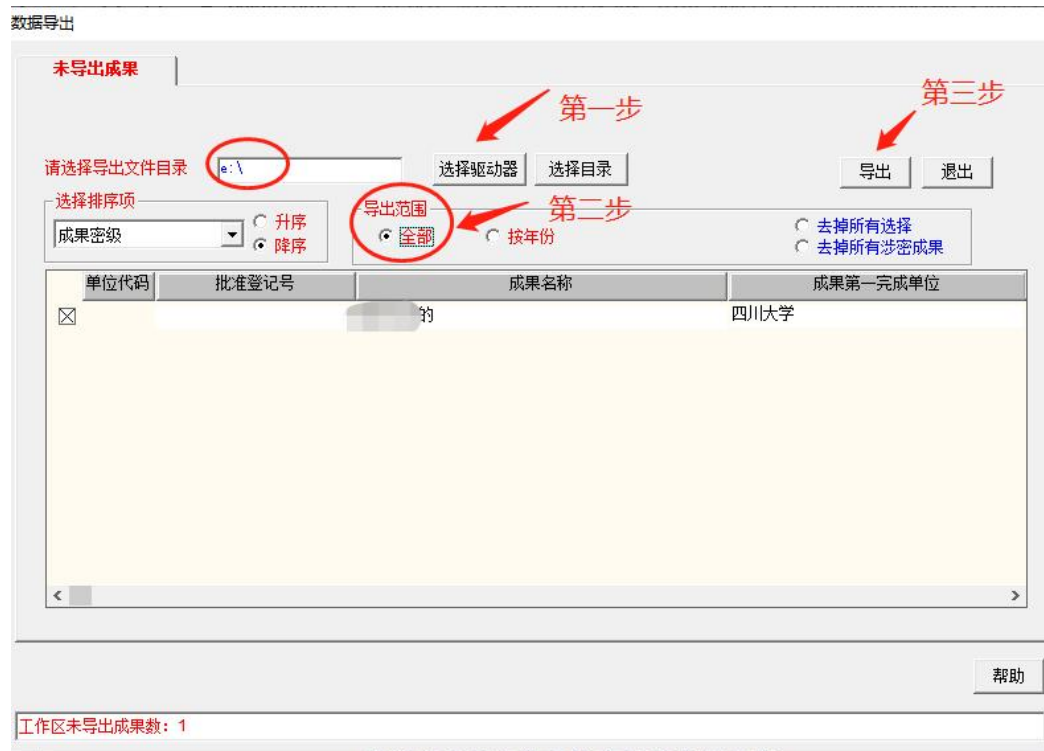 数据导出
未导出成果
第一步
第三步
请选择导出文件目录 e:\ 选择驱动器 选择目录 导出 退出
选择排序项 导出范围 第二步
成果密级 升序 降序 全部 按年份 去掉所有选择
去掉所有涉密成果
单位代码 批准登记号 成果名称 成果第一完成单位
的 四川大学
帮助
工作区未导出成果数: 1